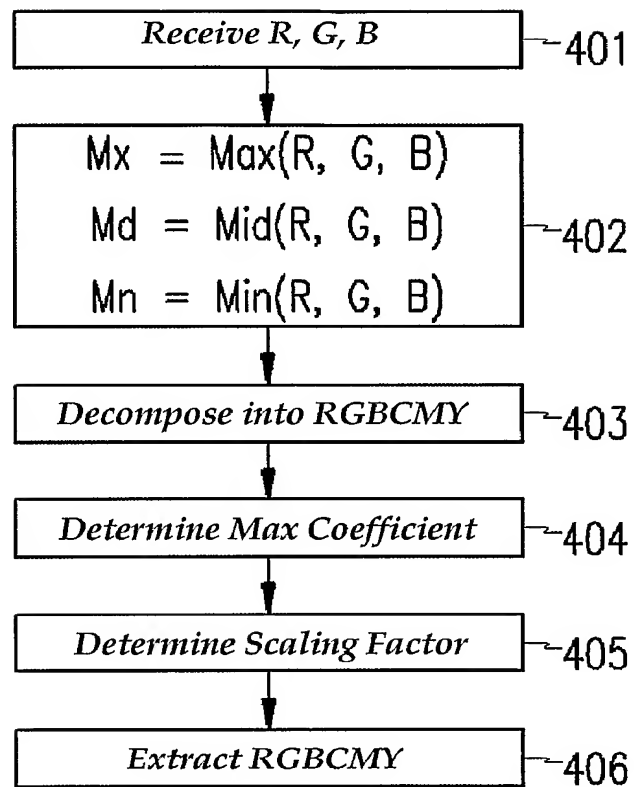 Receive R, G, B
401
Mx = Max(R, G, B)
Md = Mid(R, G, B)
Mn = Min(R, G, B)
402
Decompose into RGBCMY
403
Determine Max Coefficient
404
Determine Scaling Factor
405
Extract RGBCMY
406